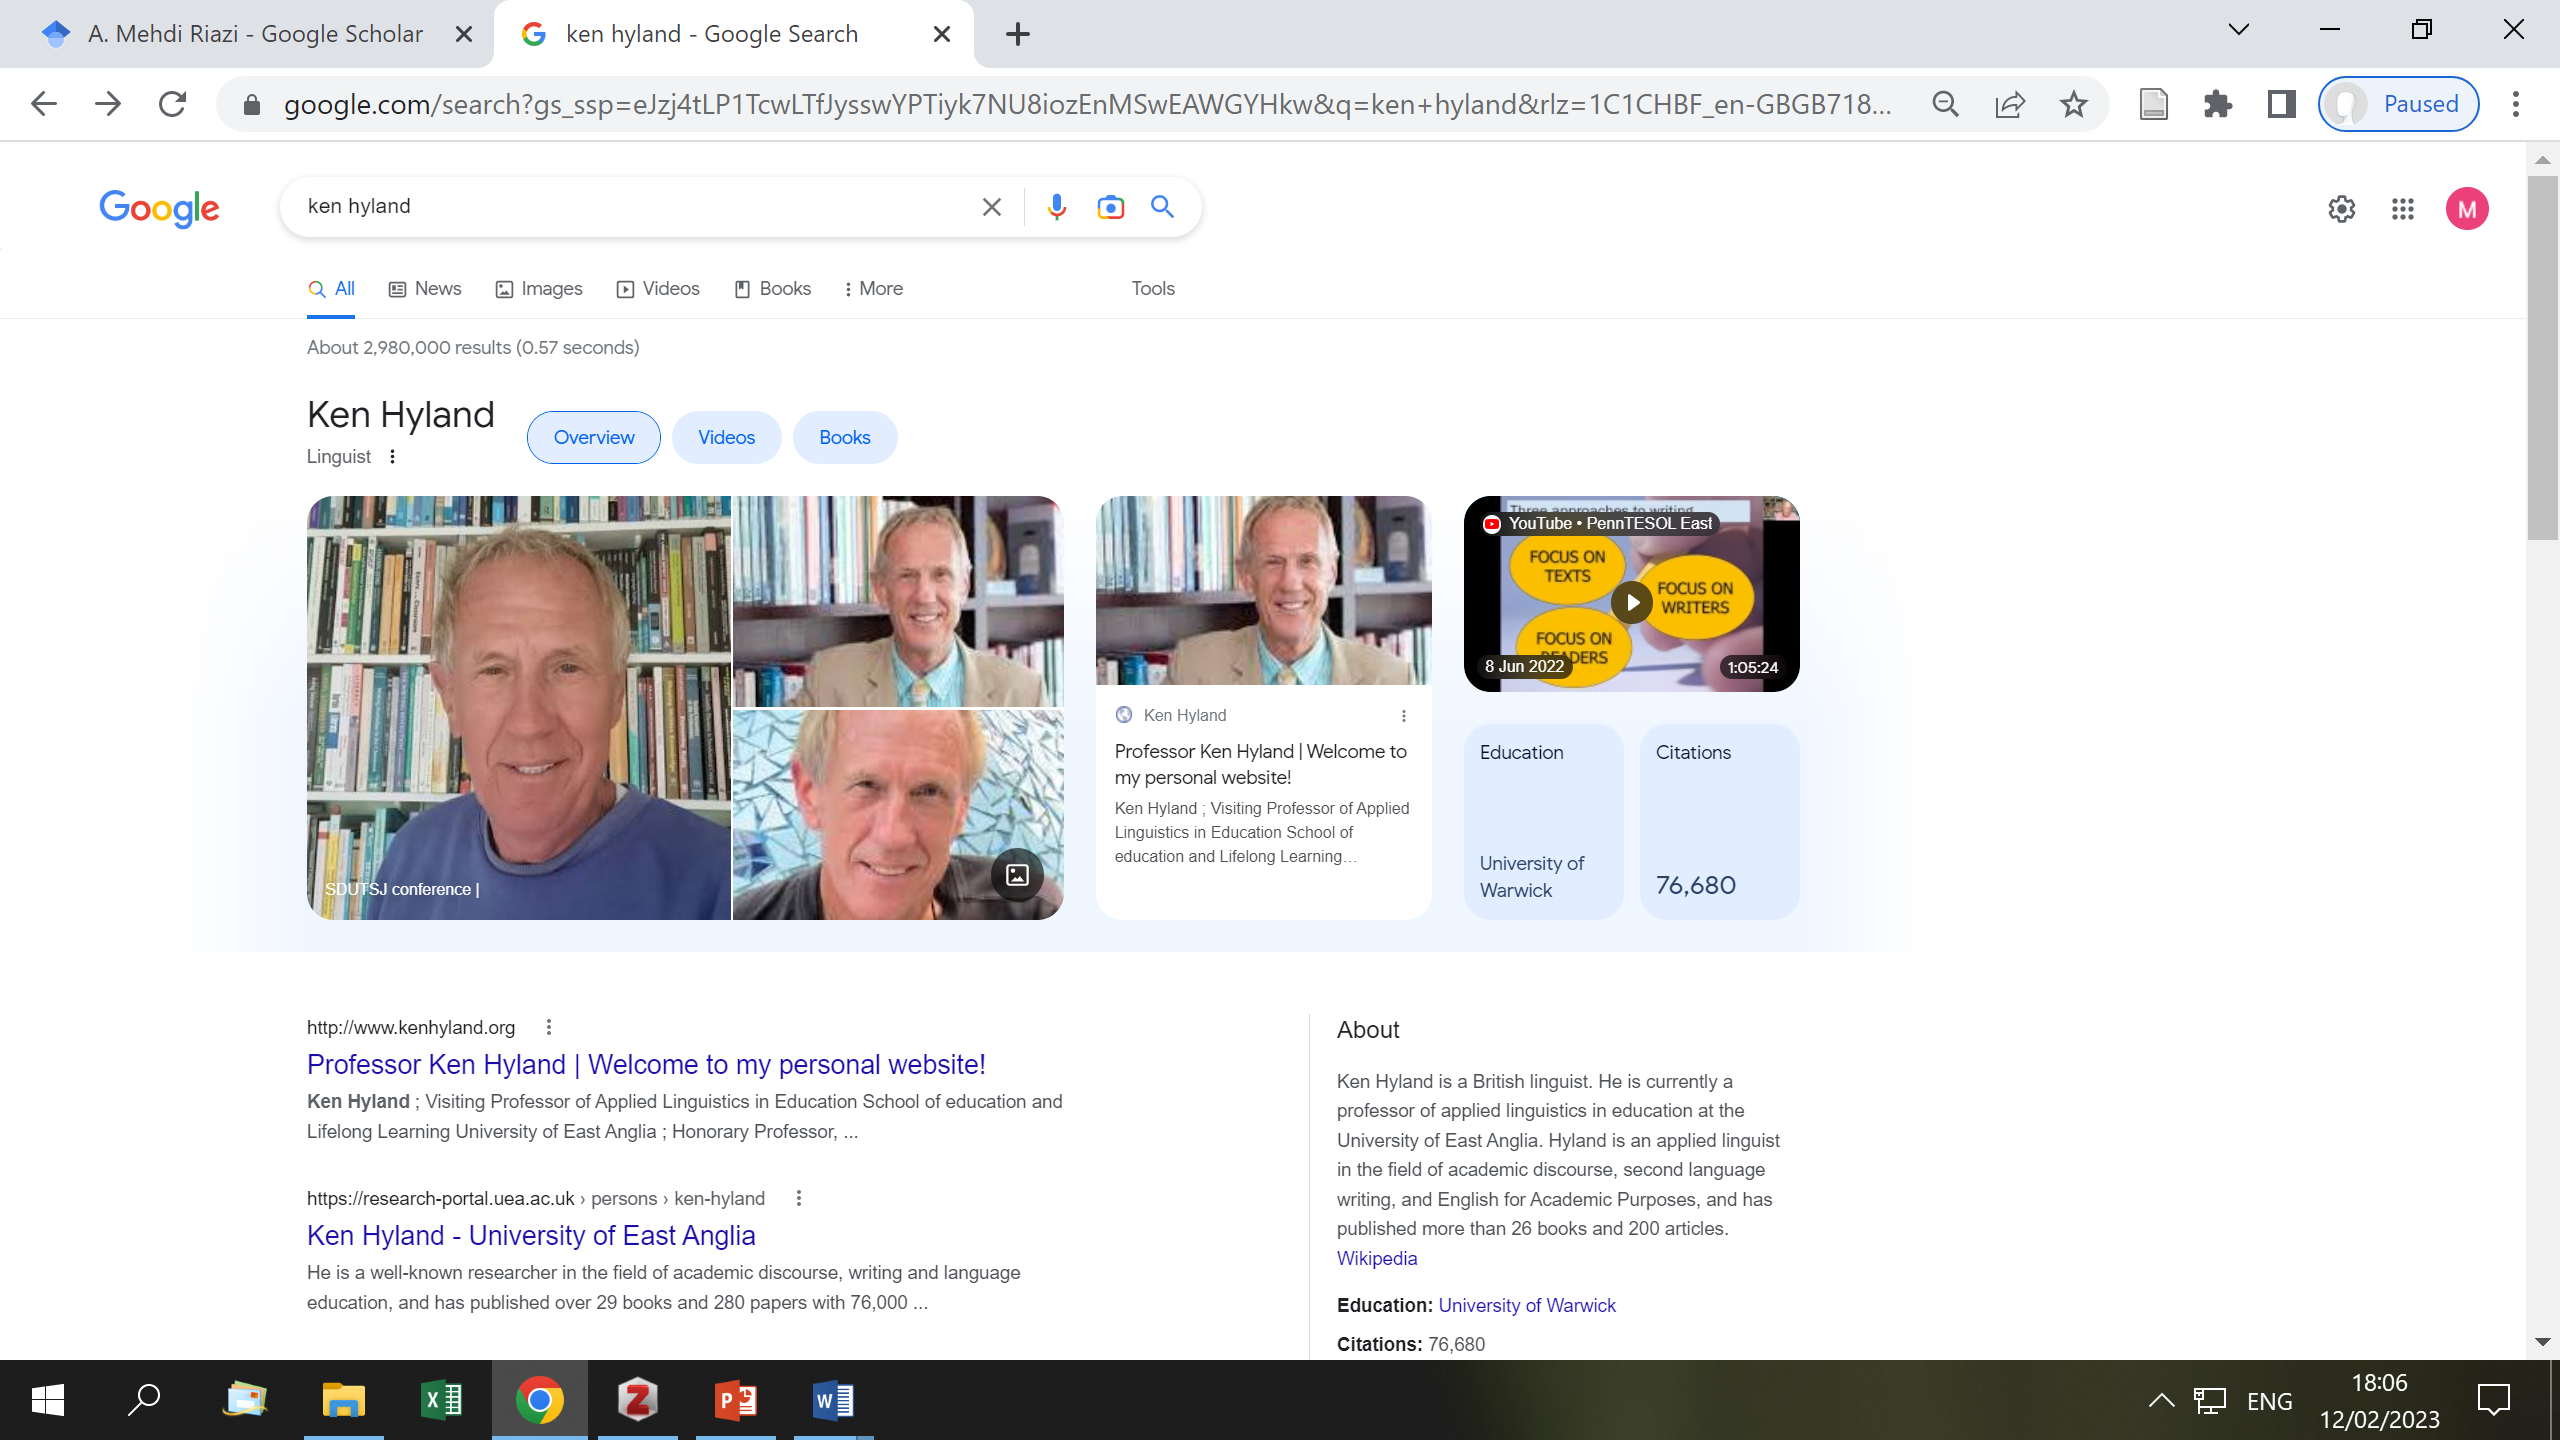 A. Mehdi Riazi - Google Scholar
ken hyland - Google Search
google.com/search?gs_ssp=eJzj4tLP1TcwLTfJysswYPTiyk7NU8iozEnMSwEAWGYHkw&q=ken+hyland&rlz=1C1CHBF_en-GBGB718...
Paused
Google
ken hyland
M
All
News
Images
Videos
Books
More
Tools
About 2,980,000 results (0.57 seconds)
Ken Hyland
Linguist
Overview
Videos
Books
SDUTSJ conference |
Ken Hyland
Professor Ken Hyland | Welcome to
my personal website!
Ken Hyland ; Visiting Professor of Applied
Linguistics in Education School of
education and Lifelong Learning...
Three approaches to writing
YouTube • PennTESOL East
FOCUS ON
TEXTS
FOCUS ON
WRITERS
FOCUS ON
READERS
8 Jun 2022
1:05:24
Education
University of
Warwick
Citations
76,680
http://www.kenhyland.org
Professor Ken Hyland | Welcome to my personal website!
Ken Hyland ; Visiting Professor of Applied Linguistics in Education School of education and
Lifelong Learning University of East Anglia ; Honorary Professor, ...
https://research-portal.uea.ac.uk › persons › ken-hyland
Ken Hyland - University of East Anglia
He is a well-known researcher in the field of academic discourse, writing and language
education, and has published over 29 books and 280 papers with 76,000 ...
About
Ken Hyland is a British linguist. He is currently a
professor of applied linguistics in education at the
University of East Anglia. Hyland is an applied linguist
in the field of academic discourse, second language
writing, and English for Academic Purposes, and has
published more than 26 books and 200 articles.
Wikipedia
Education: University of Warwick
Citations: 76,680
ENG
18:06
12/02/2023